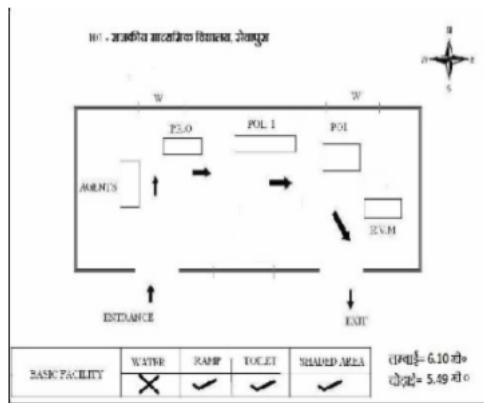 101 - राजकीय माध्यमिक विद्यालय, सेवापुरा
N
W E
S
W W
P.R.O POL. I POI
AGENTS
E.V.M
ENTRANCE EXIT
BASIC FACILITY WATER RAMP TOILET SHADED AREA
लम्बाई= 6.10 मी०
चौड़ाई= 5.49 मी०